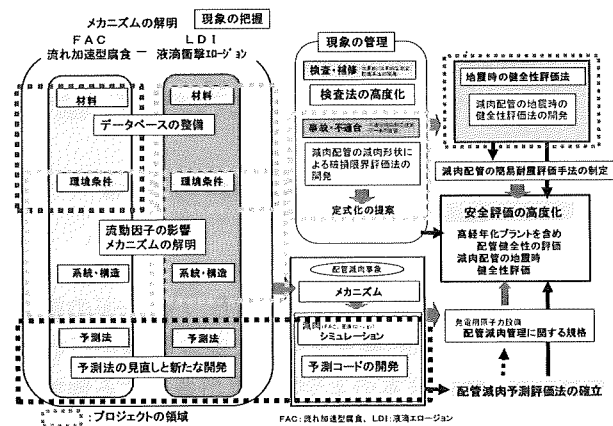 メカニズムの解明
現象の把握
FAC
流れ加速型腐食
LDI
液滴衝撃エロージョン
材料
材料
データベースの整備
環境条件
環境条件
流動因子の影響
メカニズムの解明
系統・構造
系統・構造
予測法
予測法
予測法の見直しと新たな開発
:プロジェクトの領域
現象の管理
検査・補修
検査法の高度化
事故・不適合
減肉配管の減肉形状に
よる破損限界評価法の
開発
定式化の提案
配管減肉事象
メカニズム
減肉
シミュレーション
予測コードの開発
地震時の健全性評価法
減肉配管の地震時の
健全性評価法の開発
減肉配管の簡易耐震評価手法の制定
安全評価の高度化
高経年化プラントを含め
配管健全性の評価
減肉配管の地震時
健全性評価
発電用原子力設備
配管減肉管理に関する規格
配管減肉予測評価法の確立
FAC:流れ加速型腐食、LDI:液滴エロージョン